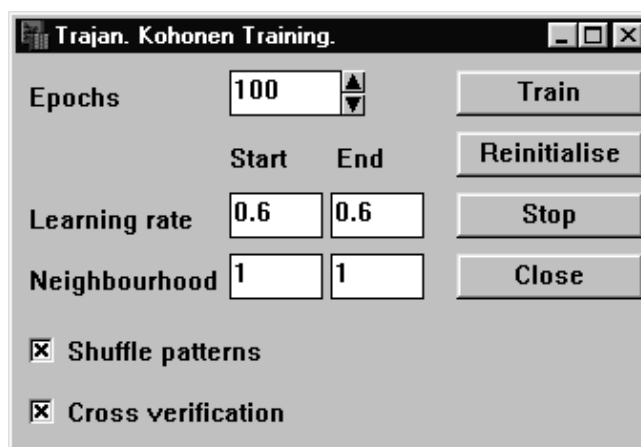 Trajan. Kohonen Training.
Epochs 100 Train
Start End Reinitialise
Learning rate 0.6 0.6 Stop
Neighbourhood 1 1 Close
Shuffle patterns
Cross verification